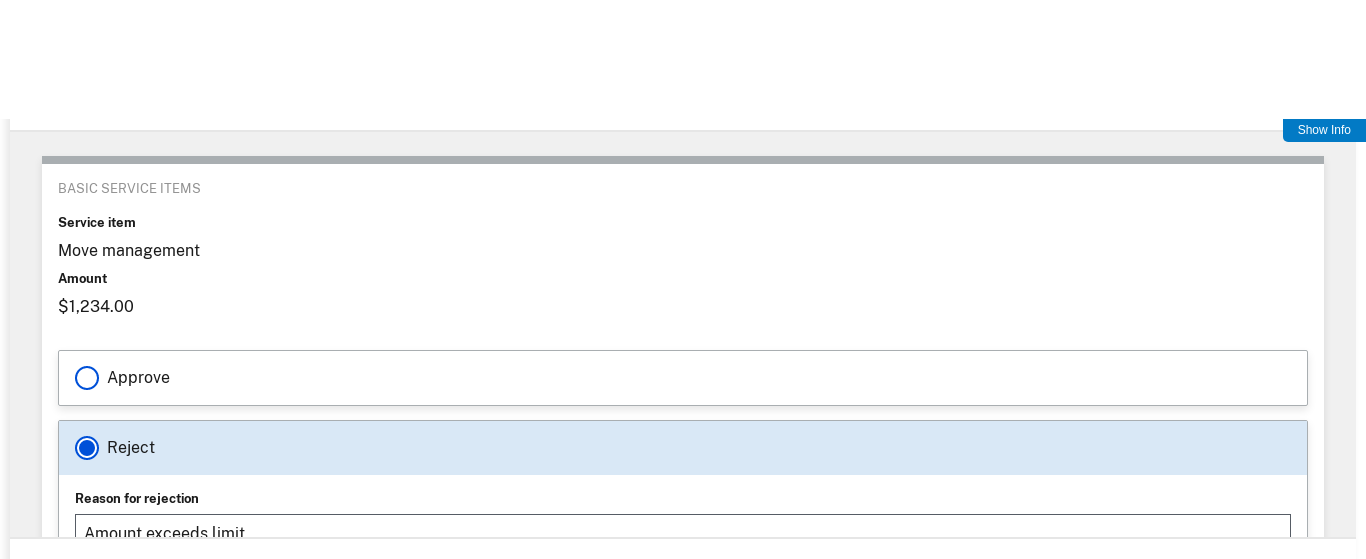 Show Info
BASIC SERVICE ITEMS
Service item
Move management
Amount
$1,234.00
Approve
Reject
Reason for rejection
Amount exceeds limit